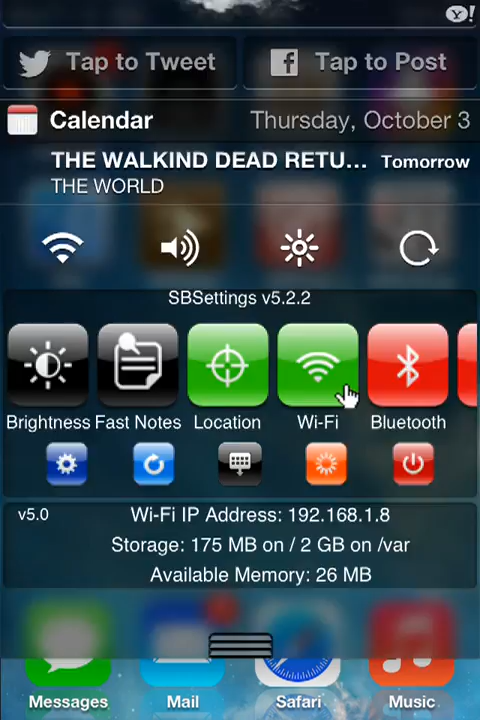 Y!
Tap to Tweet
f Tap to Post
Calendar
Thursday, October 3
THE WALKIND DEAD RETU... Tomorrow
THE WORLD
SBSettings v5.2.2
Brightness Fast Notes Location Wi-Fi Bluetooth
v5.0
Wi-Fi IP Address: 192.168.1.8
Storage: 175 MB on / 2 GB on /var
Available Memory: 26 MB
Messages Mail Safari Music